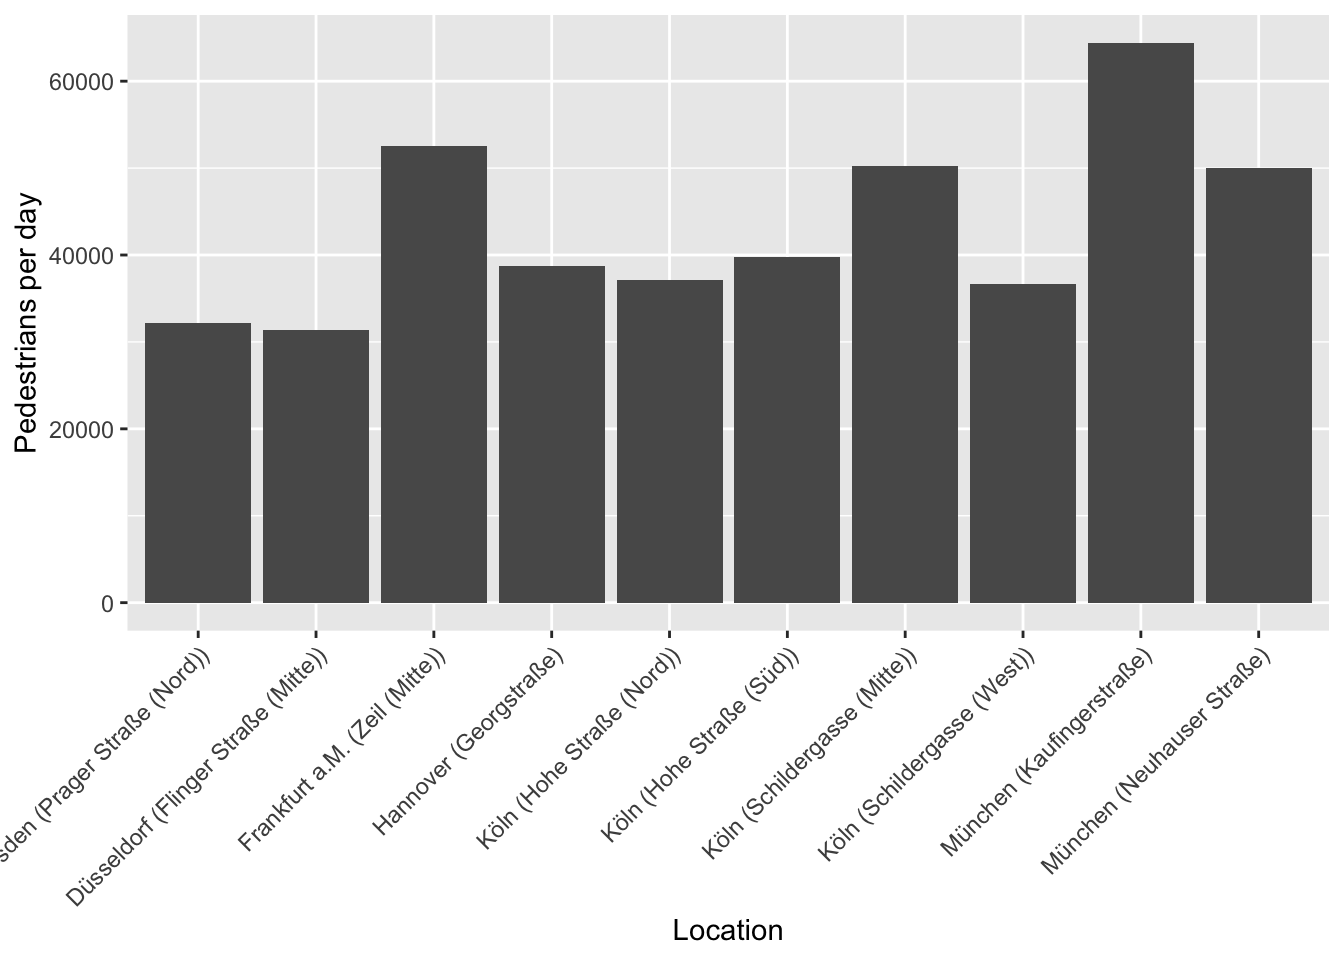 Pedestrians per day
60000
40000
20000
0
sden (Prager Straße (Nord))
Düsseldorf (Flinger Straße (Mitte))
Frankfurt a.M. (Zeil (Mitte))
Hannover (Georgstraße)
Köln (Hohe Straße (Nord))
Köln (Hohe Straße (Süd))
Köln (Schildergasse (Mitte))
Köln (Schildergasse (West))
München (Kaufingerstraße)
München (Neuhauser Straße)
Location